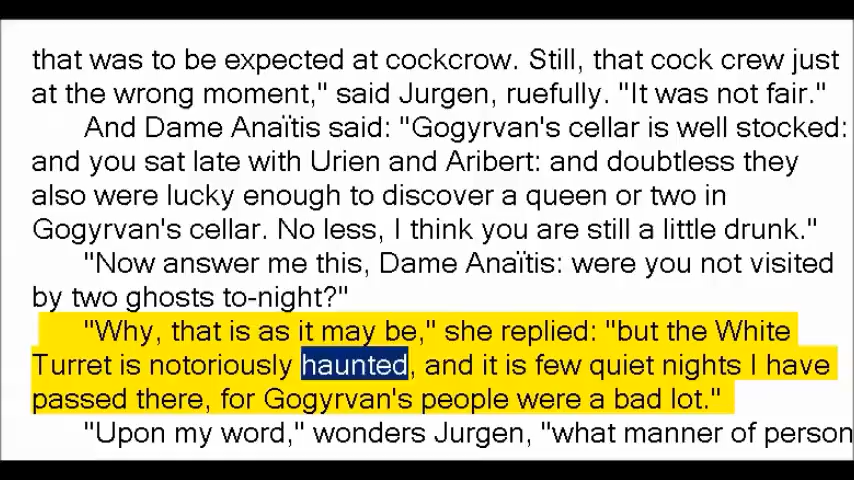 that was to be expected at cockcrow. Still, that cock crew just
at the wrong moment," said Jurgen, ruefully. "It was not fair."
And Dame Anaïtis said: "Gogyrvan's cellar is well stocked:
and you sat late with Urien and Aribert: and doubtless they
also were lucky enough to discover a queen or two in
Gogyrvan's cellar. No less, I think you are still a little drunk."
"Now answer me this, Dame Anaïtis: were you not visited
by two ghosts to-night?"
"Why, that is as it may be," she replied: "but the White
Turret is notoriously haunted, and it is few quiet nights I have
passed there, for Gogyrvan's people were a bad lot."
"Upon my word," wonders Jurgen, "what manner of person